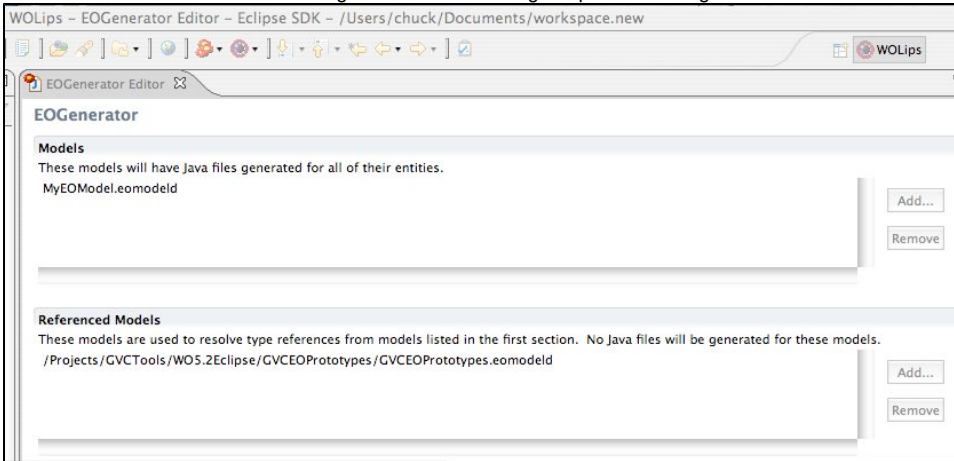 WOLips – EOGenerator Editor – Eclipse SDK – /Users/chuck/Documents/workspace.new
WOLips
EOGenerator Editor
EOGenerator
Models
These models will have Java files generated for all of their entities.
MyEOModel.eomodeld
Add...
Remove
Referenced Models
These models are used to resolve type references from models listed in the first section. No Java files will be generated for these models.
/Projects/GVCTools/WO5.2Eclipse/GVCEOPrototypes/GVCEOPrototypes.eomodeld
Add...
Remove